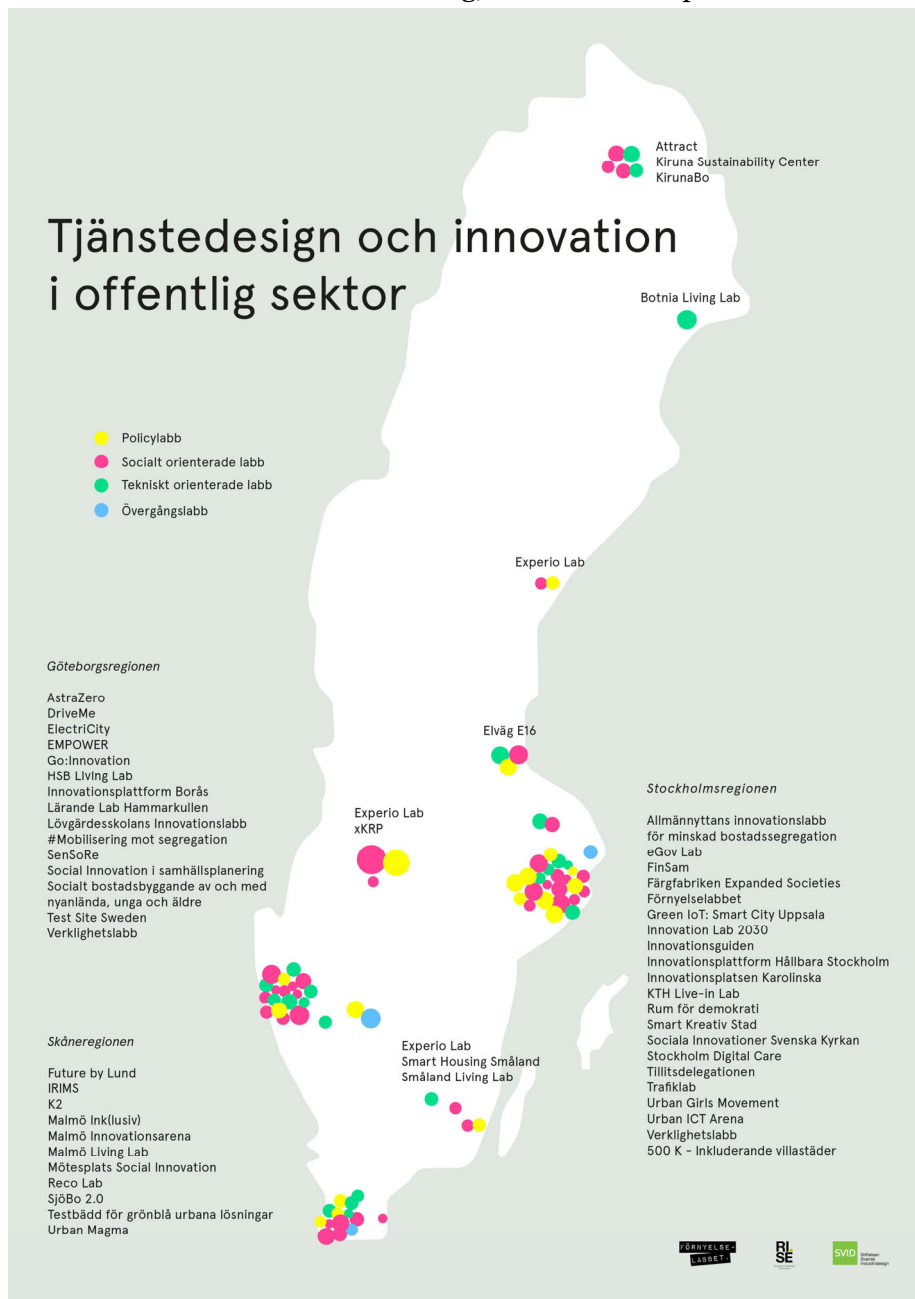 Attract
Kiruna Sustainability Center
KirunaBo
Tjänstedesign och innovation
i offentlig sektor
Botnia Living Lab
Policylabb
Socialt orienterade labb
Tekniskt orienterade labb
Övergångslabb
Experio Lab
Göteborgsregionen
AstraZero
DriveMe
ElectriCity
EMPOWER
Go:Innovation
HSB Living Lab
Innovationsplattform Borås
Lärande Lab Hammarkullen
Lövgärdesskolans Innovationslabb
#Mobilisering mot segregation
SenSoRe
Social Innovation i samhällsplanering
Socialt bostadsbyggande av och med
nyanlända, unga och äldre
Test Site Sweden
Verklighetslabb
Elväg E16
Experio Lab
xKRP
Stockholmsregionen
Allmännyttans innovationslabb
för minskad bostadssegregation
eGov Lab
FinSam
Färgfabriken Expanded Societies
Förnyelselabbet
Green IoT: Smart City Uppsala
Innovation Lab 2030
Innovationsguiden
Innovationsplattform Hållbara Stockholm
Innovationsplatsen Karolinska
KTH Live-in Lab
Rum för demokrati
Smart Kreativ Stad
Sociala Innovationer Svenska Kyrkan
Stockholm Digital Care
Tillitsdelegationen
Trafiklab
Urban Girls Movement
Urban ICT Arena
Verklighetslabb
500 K - Inkluderande villastäder
Skåneregionen
Future by Lund
IRIMS
K2
Malmö Ink(lusiv)
Malmö Innovationsarena
Malmö Living Lab
Mötesplats Social Innovation
Reco Lab
SjöBo 2.0
Testbädd för grönblå urbana lösningar
Urban Magma
Experio Lab
Smart Housing Småland
Småland Living Lab
FÖRNYELSE-
LABBET.
RI.
SE
SVID
Stiftelsen
Svensk
Industridesign